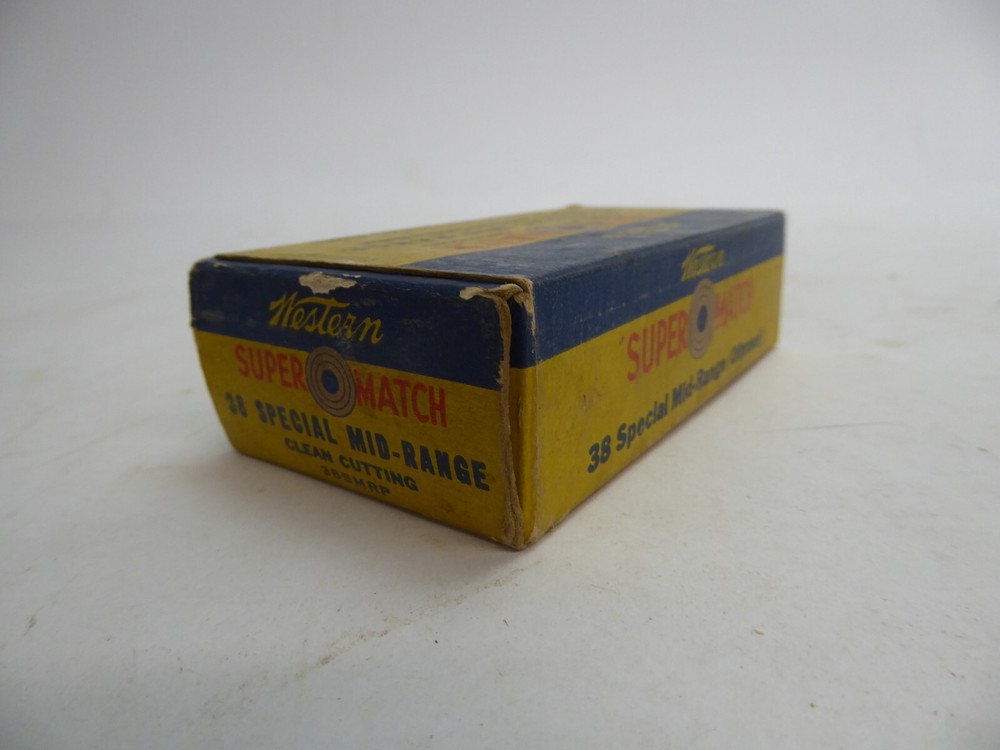 Western
SUPER MATCH
38 SPECIAL MID-RANGE
CLEAN CUTTING
38SMRP
Western
SUPER MATCH
38 Special Mid-Range